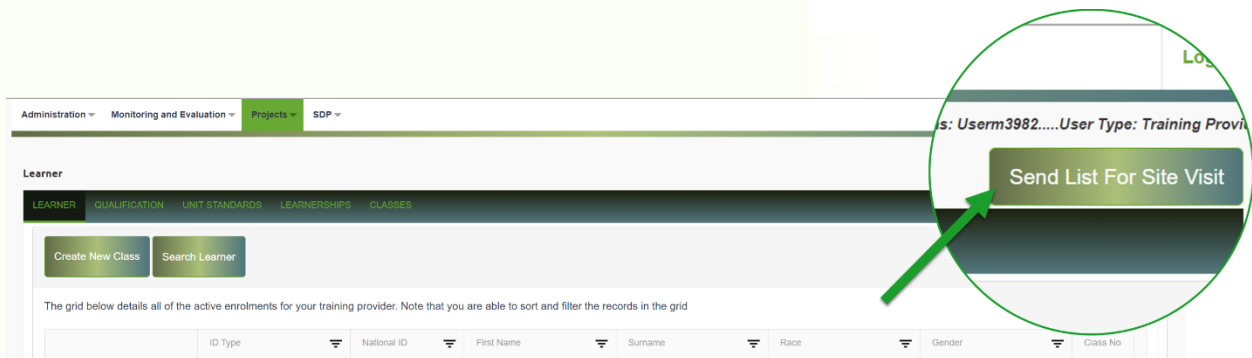 Administration Monitoring and Evaluation Projects SDP
is: Userm3982.....User Type: Training
Send List For Site Visit
Learner
LEARNER QUALIFICATION UNIT STANDARDS LEARNERSHIPS CLASSES
Create New Class Search Learner
The grid below details all of the active enrolments for your training provider. Note that you are able to sort and filter the records in the grid
ID Type National ID First Name Surname Race Gender Class No